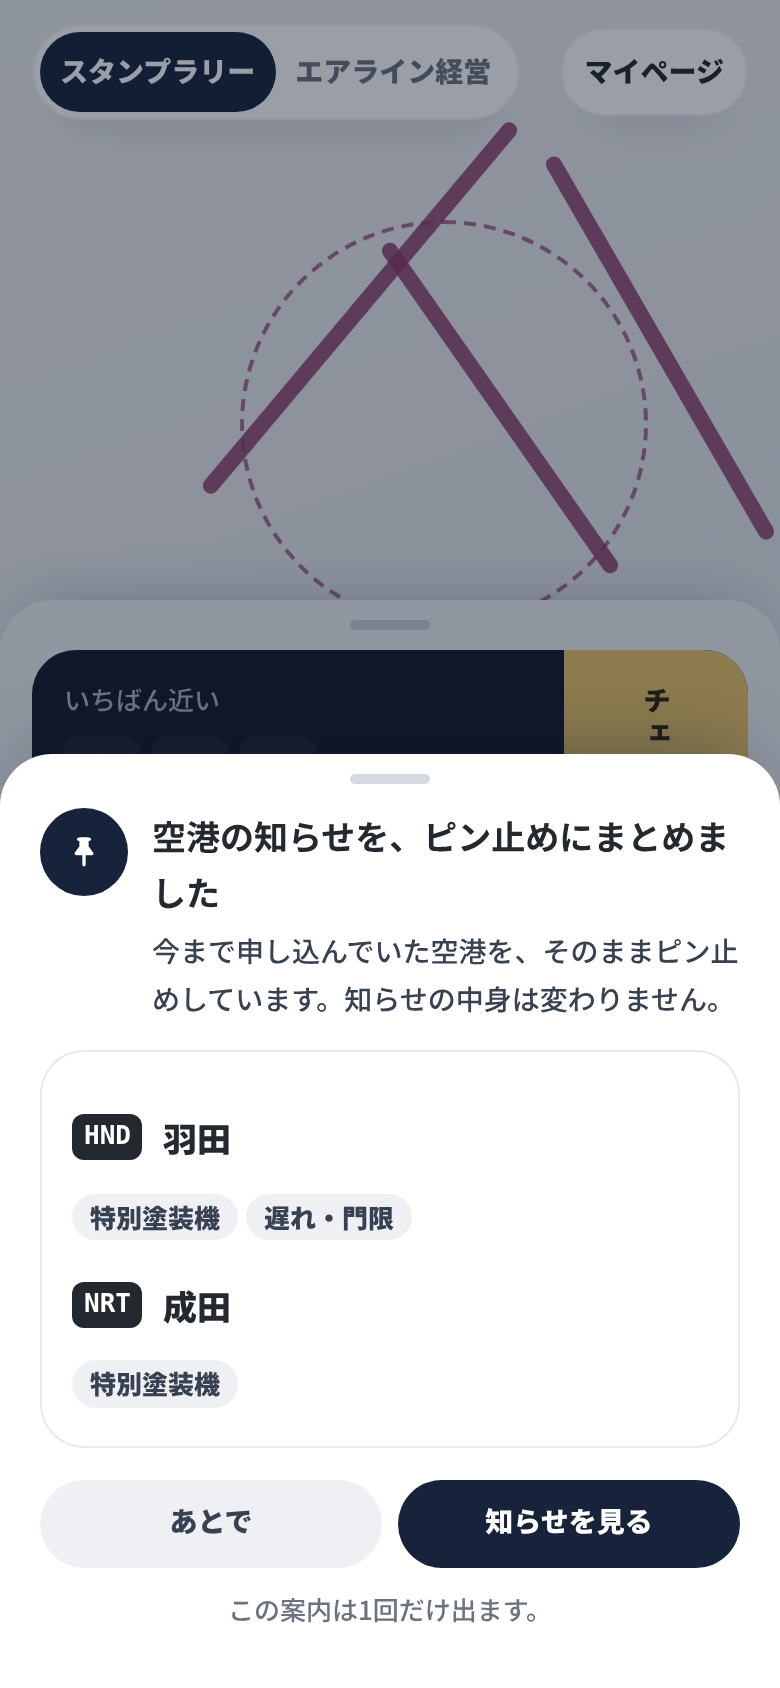 スタンプラリー エアライン経営 マイページ
いちばん近い
チェ
空港の知らせを、ピン止めにまとめま
した
今まで申し込んでいた空港を、そのままピン止
めしています。知らせの中身は変わりません。
HND 羽田
特別塗装機 遅れ・門限
NRT 成田
特別塗装機
あとで 知らせを見る
この案内は1回だけ出ます。